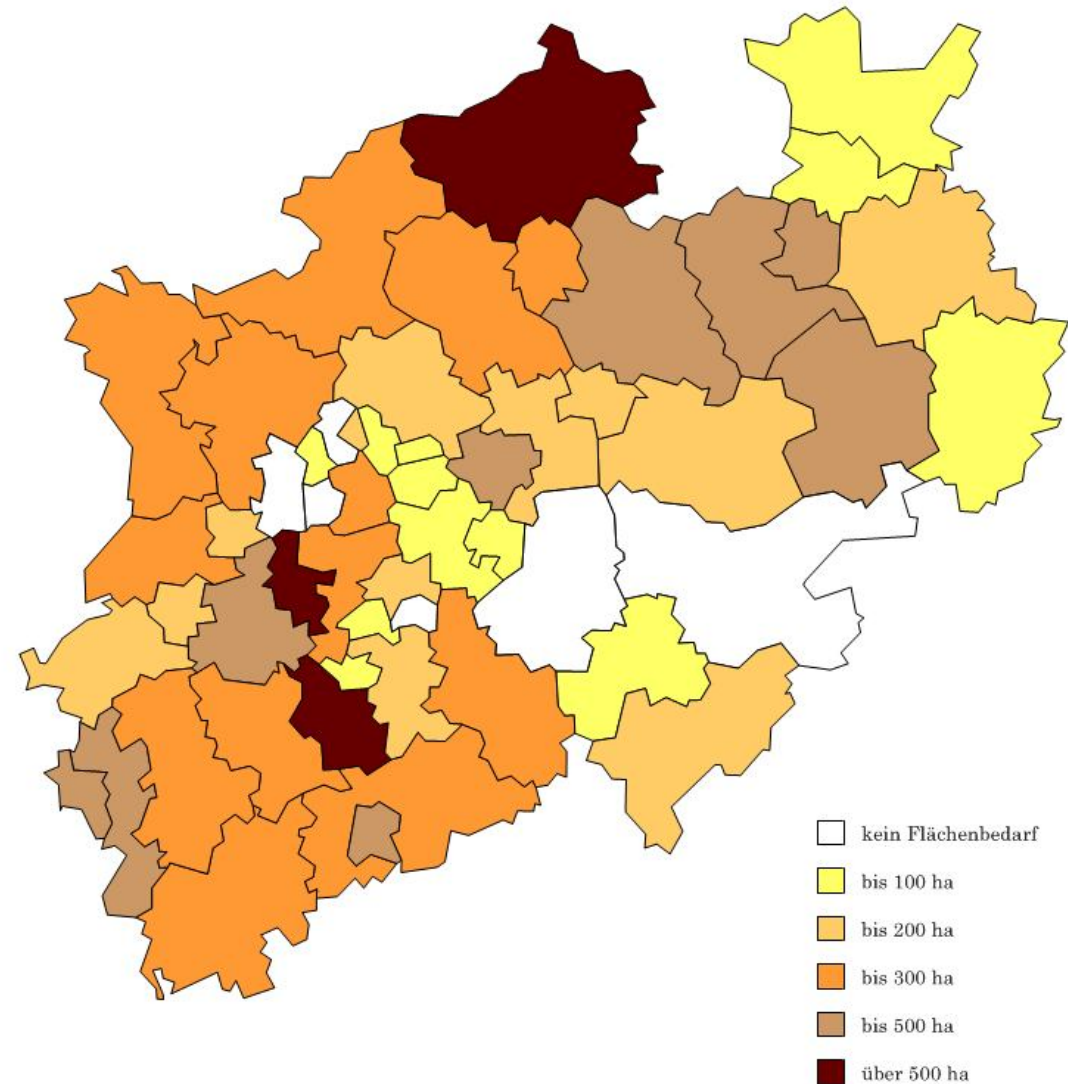 kein Flächenbedarf
bis 100 ha
bis 200 ha
bis 300 ha
bis 500 ha
über 500 ha